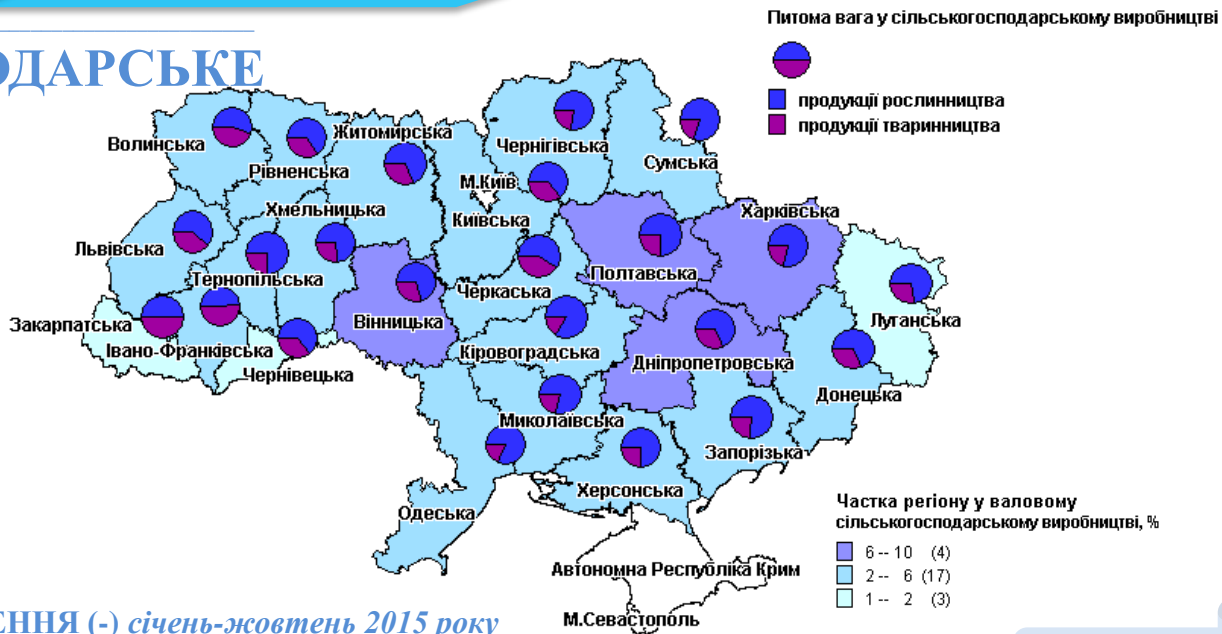 Питома вага у сільськогосподарському виробництві
ОДАРСЬКЕ
продукції рослинництва
продукції тваринництва
Волинська
Рівненська
Житомирська
Чернігівська
Сумська
М.Київ
Київська
Хмельницька
Львівська
Тернопільська
Полтавська
Харківська
Черкаська
Вінницька
Закарпатська
Івано-Франківська
Чернівецька
Кіровоградська
Дніпропетровська
Луганська
Донецька
Миколаївська
Запорізька
Херсонська
Одеська
Автономна Республіка Крим
М.Севастополь
Частка регіону у валовому
сільськогосподарському виробництві, %
6 -- 10 (4)
2 -- 6 (17)
1 -- 2 (3)
ЕННЯ (-) січень-жовтень 2015 року